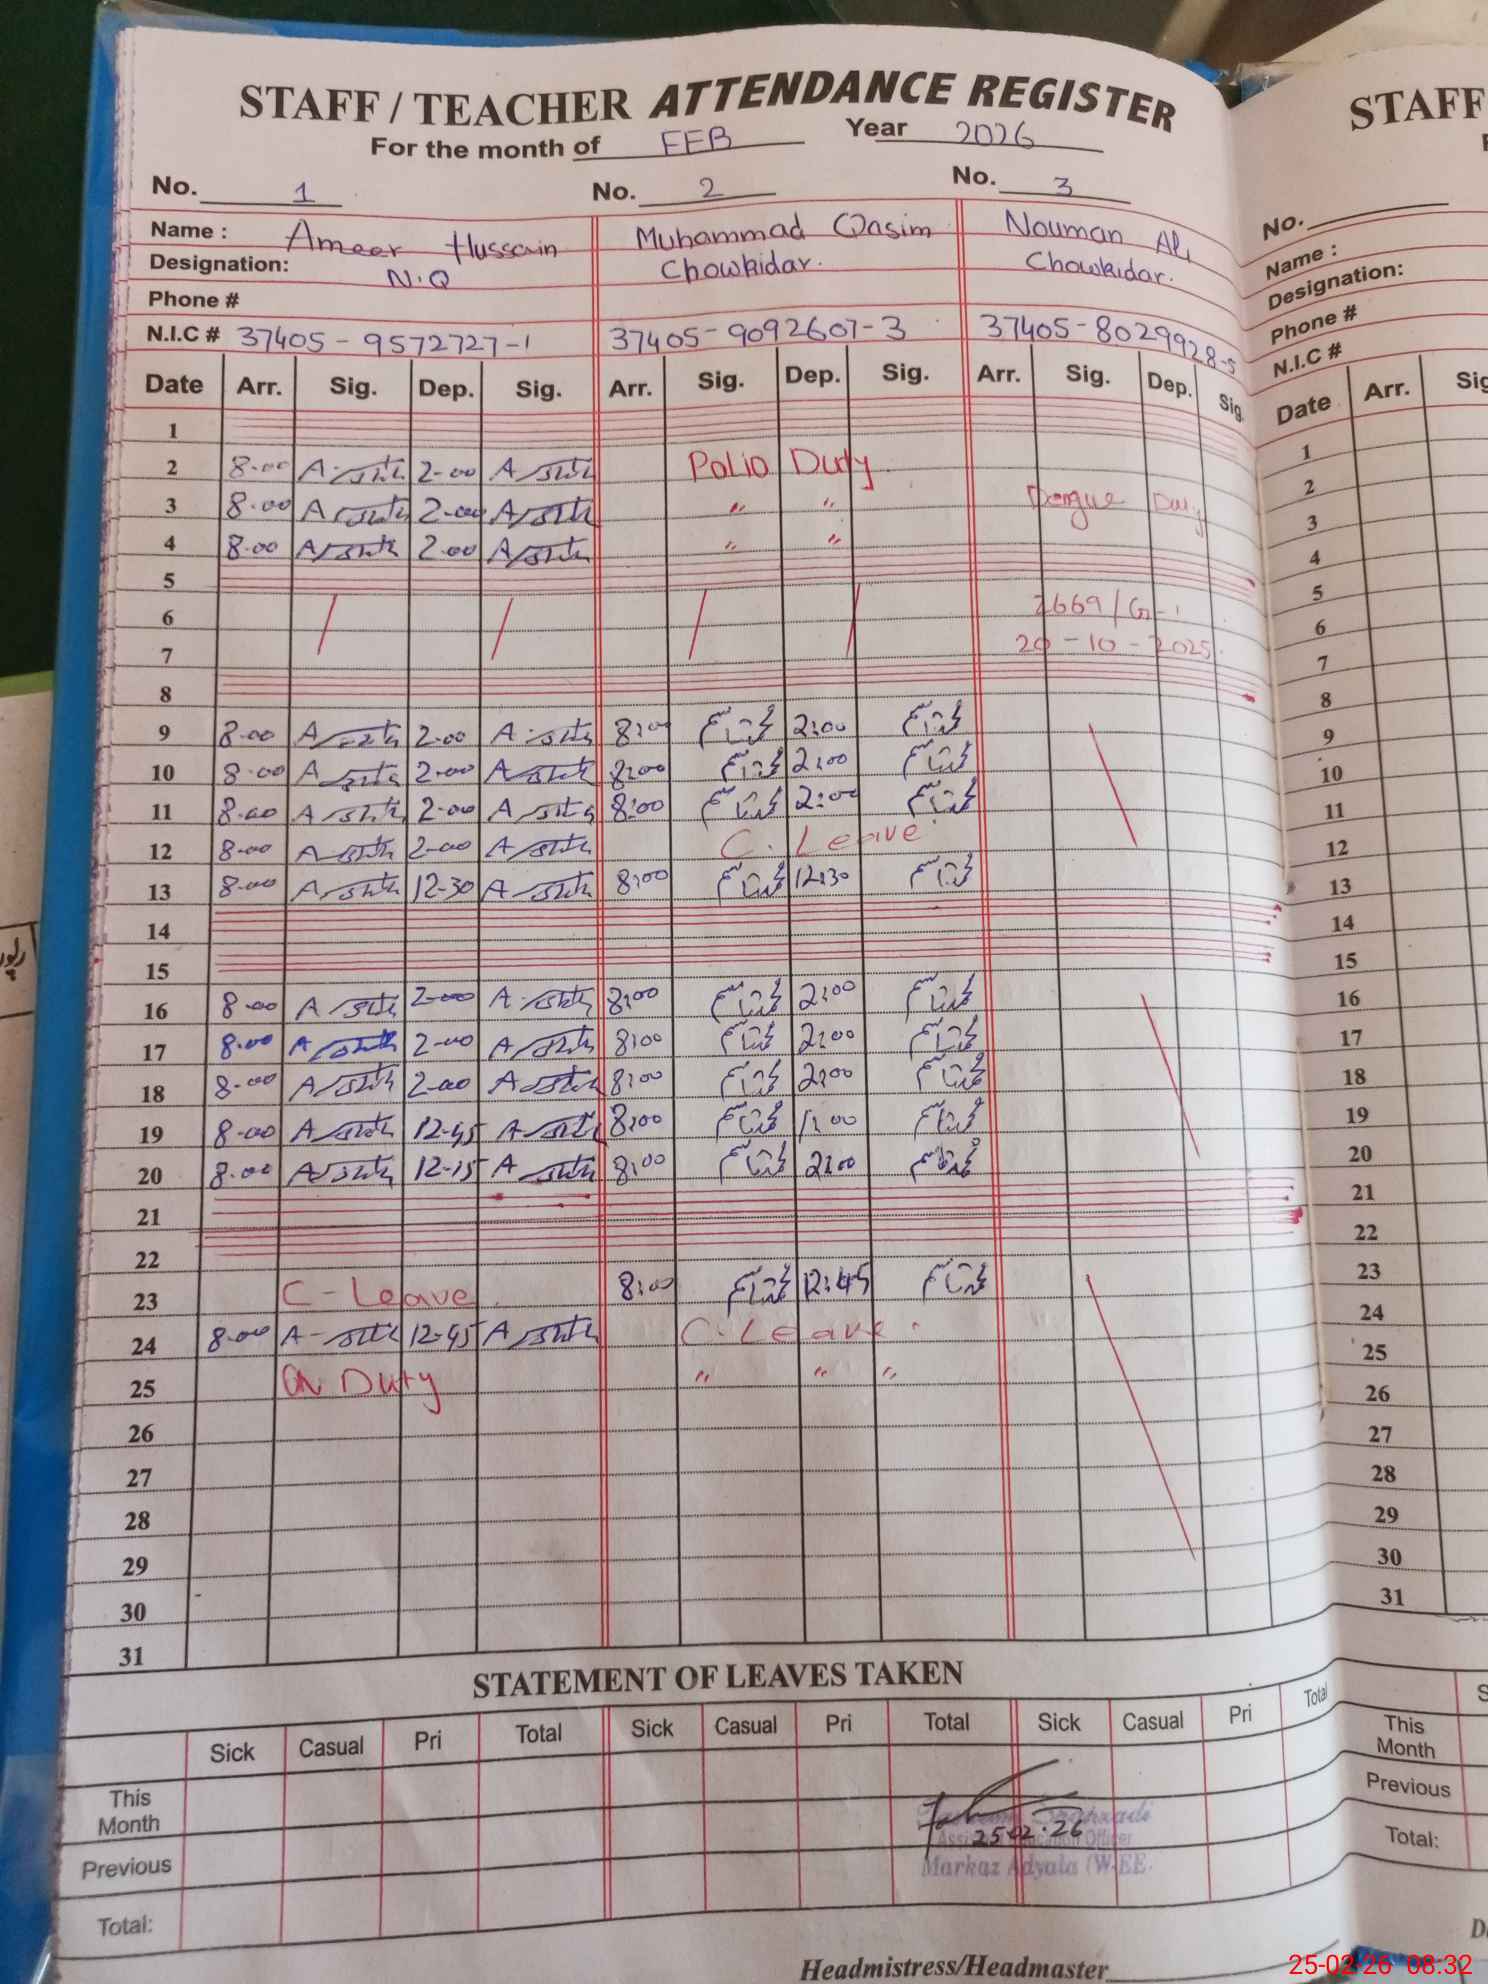 STAFF / TEACHER ATTENDANCE REGISTER
For the month of FEB Year 2026
No. 1 No. 2 No. 3
Name : Ameer Hussain Muhammad Qasim Nouman Ali
Designation: N.Q Chowkidar. Chowkidar.
Phone #
N.I.C # 37405-9572727-1 37405-9092607-3 37405-8029928-5
Date Arr. Sig. Dep. Sig. Arr. Sig. Dep. Sig. Arr. Sig. Dep. Sig.
1
2 8-00 2-00 Polio Duty
3 8-00 2-00 〃 〃 Dengue Duty
4 8-00 2-00 〃 〃
5
6 2669/G-1
7 20-10-2025
8
9 8-00 2-00 8:00 2:00
10 8-00 2-00 8:00 2:00
11 8-00 2-00 8:00 2:00
12 8-00 2-00 C. Leave
13 8-00 12-30 8:00 12:30
14
15
16 8-00 2-00 8:00 2:00
17 8-00 2-00 8:00 2:00
18 8-00 2-00 8:00 2:00
19 8-00 12-45 8:00
20 8-00 12-15 8:00 2:00
21
22
23 C-Leave 8:00 12:45
24 8-00 12-45 C. Leave
25 On Duty 〃 〃 〃
26
27
28
29
30
31
STATEMENT OF LEAVES TAKEN
Sick Casual Pri Total Sick Casual Pri Total Sick Casual Pri Total
This Month
Previous
Total:
25.02.26
Markaz Adyala (W-EE
Headmistress/Headmaster
STAFF
No.
Name :
Designation:
Phone #
N.I.C #
Date Arr. Sig
1
2
3
4
5
6
7
8
9
10
11
12
13
14
15
16
17
18
19
20
21
22
23
24
25
26
27
28
29
30
31
This Month
Previous
Total:
25-02-26 08:32